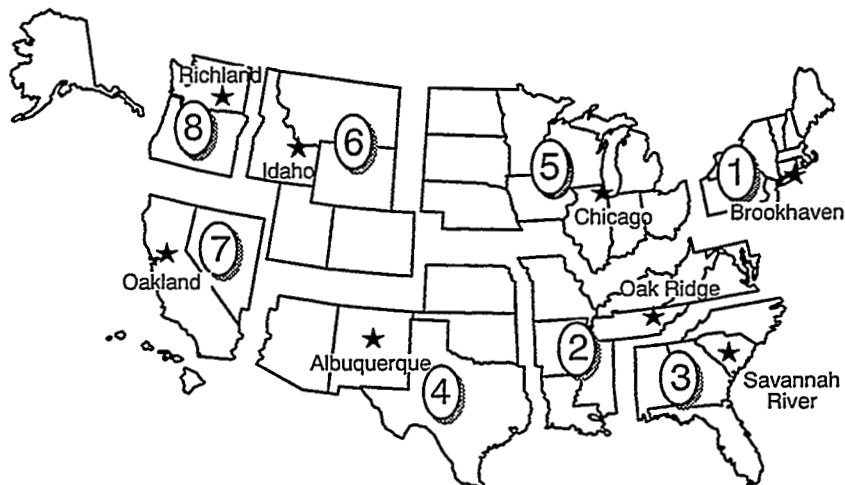 Richland
8
6
Idaho
5
Chicago
1
Brookhaven
7
Oakland
Oak Ridge
Albuquerque
2
4
3
Savannah
River